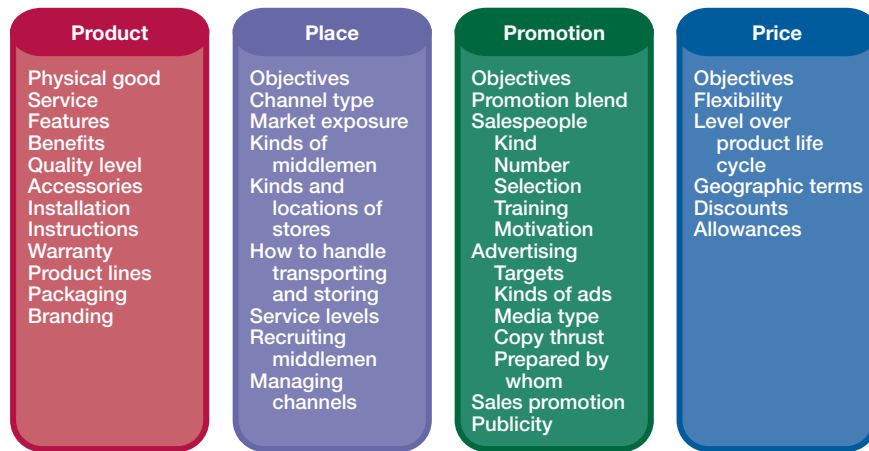 Product
Physical good
Service
Features
Benefits
Quality level
Accessories
Installation
Instructions
Warranty
Product lines
Packaging
Branding
Place
Objectives
Channel type
Market exposure
Kinds of
middlemen
Kinds and
locations of
stores
How to handle
transporting
and storing
Service levels
Recruiting
middlemen
Managing
channels
Promotion
Objectives
Promotion blend
Salespeople
Kind
Number
Selection
Training
Motivation
Advertising
Targets
Kinds of ads
Media type
Copy thrust
Prepared by
whom
Sales promotion
Publicity
Price
Objectives
Flexibility
Level over
product life
cycle
Geographic terms
Discounts
Allowances